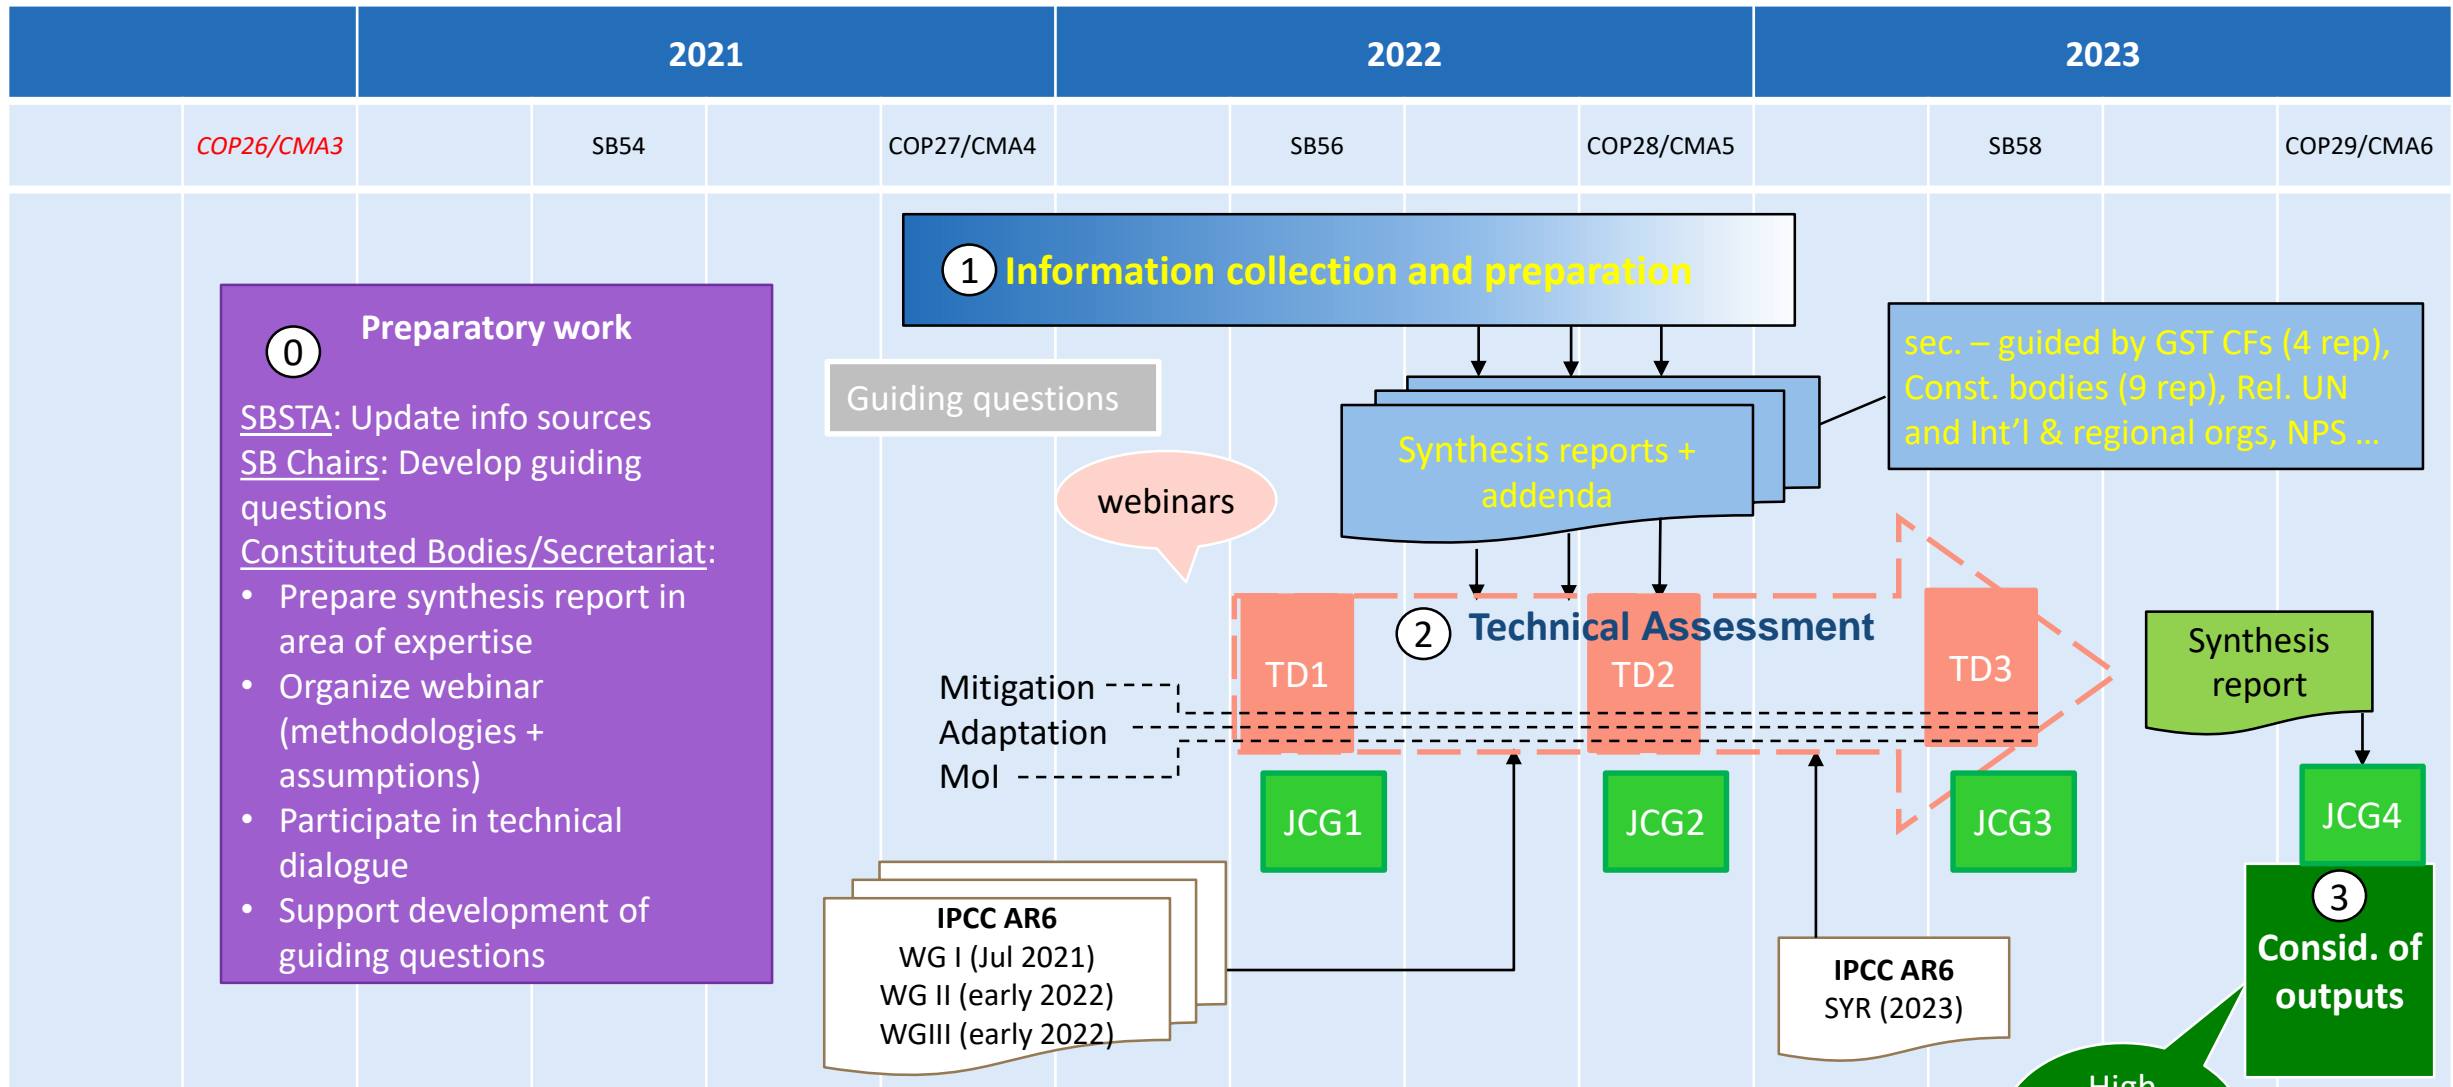 2021
2022
2023
COP26/CMA3
SB54
COP27/CMA4
SB56
COP28/CMA5
SB58
COP29/CMA6
0
Preparatory work
SBSTA: Update info sources
SB Chairs: Develop guiding
questions
Constituted Bodies/Secretariat:
• Prepare synthesis report in
area of expertise
• Organize webinar
(methodologies +
assumptions)
• Participate in technical
dialogue
• Support development of
guiding questions
1 Information collection and preparation
Guiding questions
webinars
Synthesis reports +
addenda
sec. – guided by GST CFs (4 rep),
Const. bodies (9 rep), Rel. UN
and Int'l & regional orgs, NPS ...
2 Technical Assessment
TD1
TD2
TD3
Mitigation
Adaptation
MoI
JCG1
JCG2
JCG3
Synthesis
report
JCG4
3
Consid. of
outputs
IPCC AR6
WG I (Jul 2021)
WG II (early 2022)
WGIII (early 2022)
IPCC AR6
SYR (2023)
High